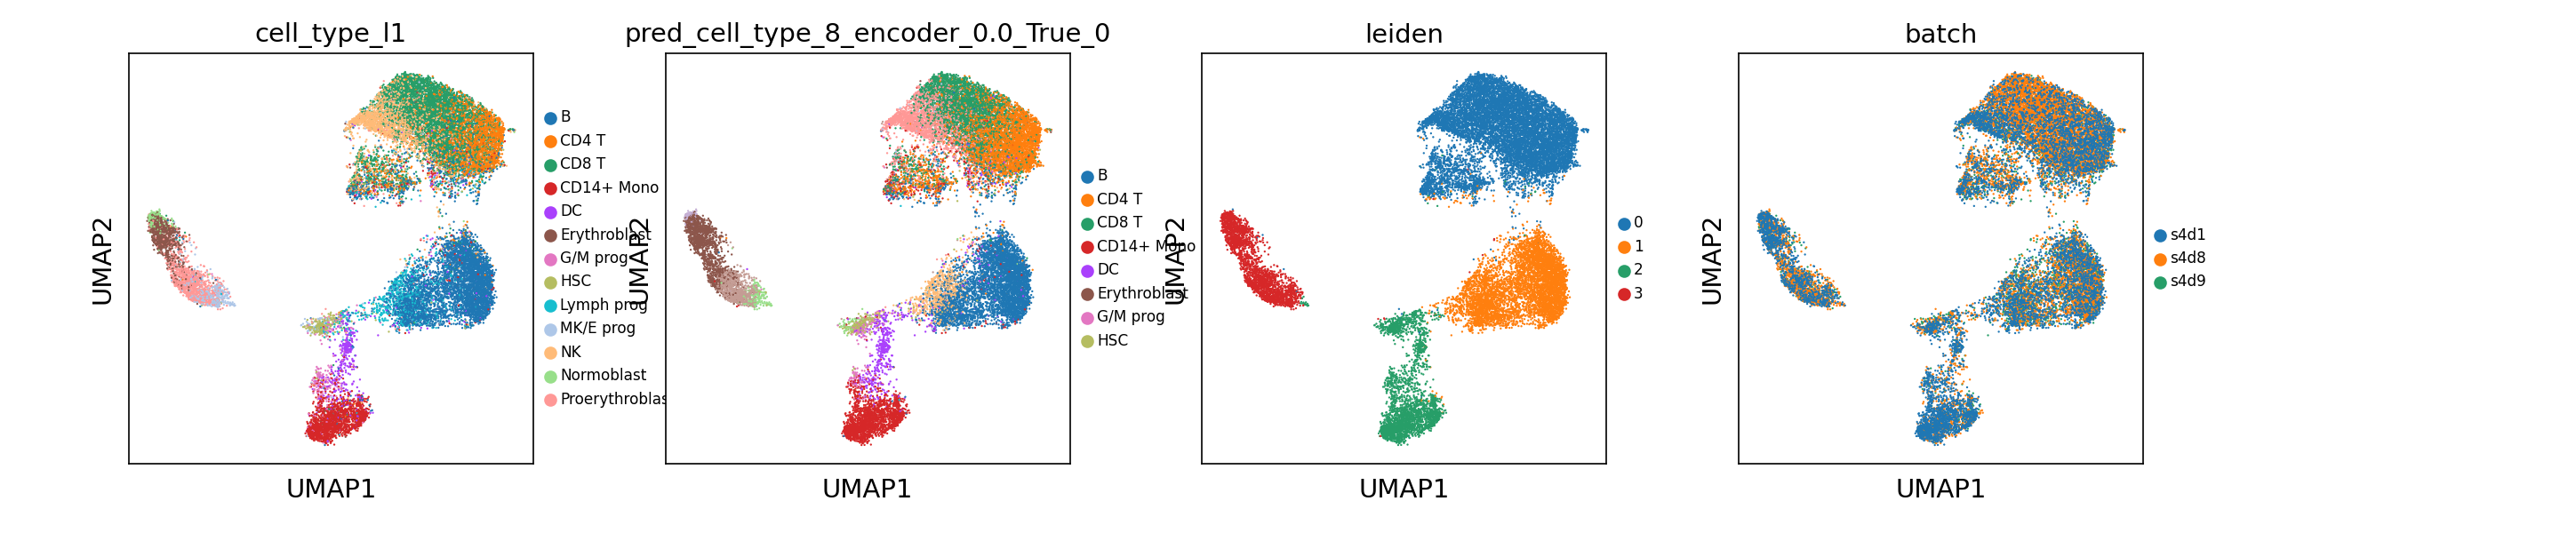 cell_type_l1
UMAP2
UMAP1
B
CD4 T
CD8 T
CD14+ Mono
DC
Erythroblast
G/M prog
HSC
Lymph prog
MK/E prog
NK
Normoblast
Proerythroblas
pred_cell_type_8_encoder_0.0_True_0
UMAP2
UMAP1
B
CD4 T
CD8 T
CD14+ Mono
DC
Erythroblast
G/M prog
HSC
leiden
UMAP2
UMAP1
0
1
2
3
batch
UMAP2
UMAP1
s4d1
s4d8
s4d9